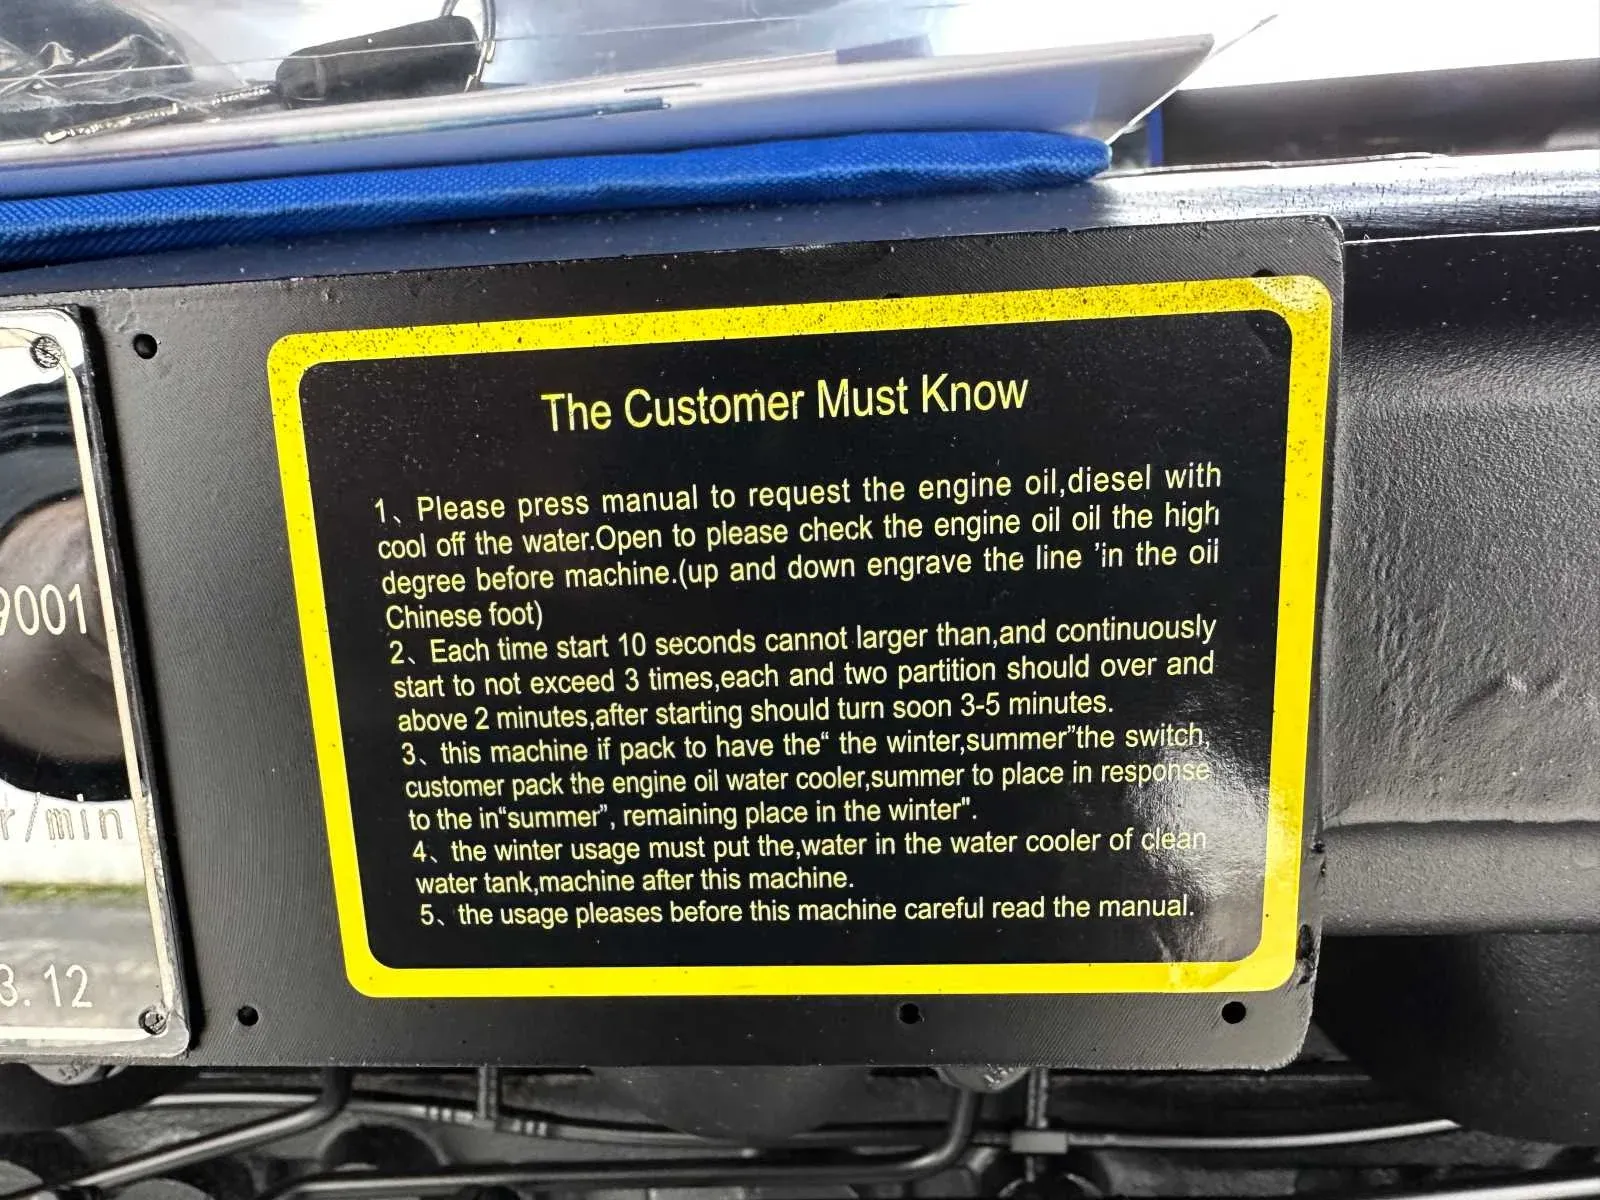 The Customer Must Know
1、Please press manual to request the engine oil,diesel with
cool off the water.Open to please check the engine oil oil the high
degree before machine.(up and down engrave the line 'in the oil
Chinese foot)
2、Each time start 10 seconds cannot larger than,and continuously
start to not exceed 3 times,each and two partition should over and
above 2 minutes,after starting should turn soon 3-5 minutes.
3、this machine if pack to have the“ the winter,summer”the switch,
customer pack the engine oil water cooler,summer to place in response
to the in“summer”, remaining place in the winter".
4、the winter usage must put the,water in the water cooler of clean
water tank,machine after this machine.
5、the usage pleases before this machine careful read the manual.
9001
r/min
3.12